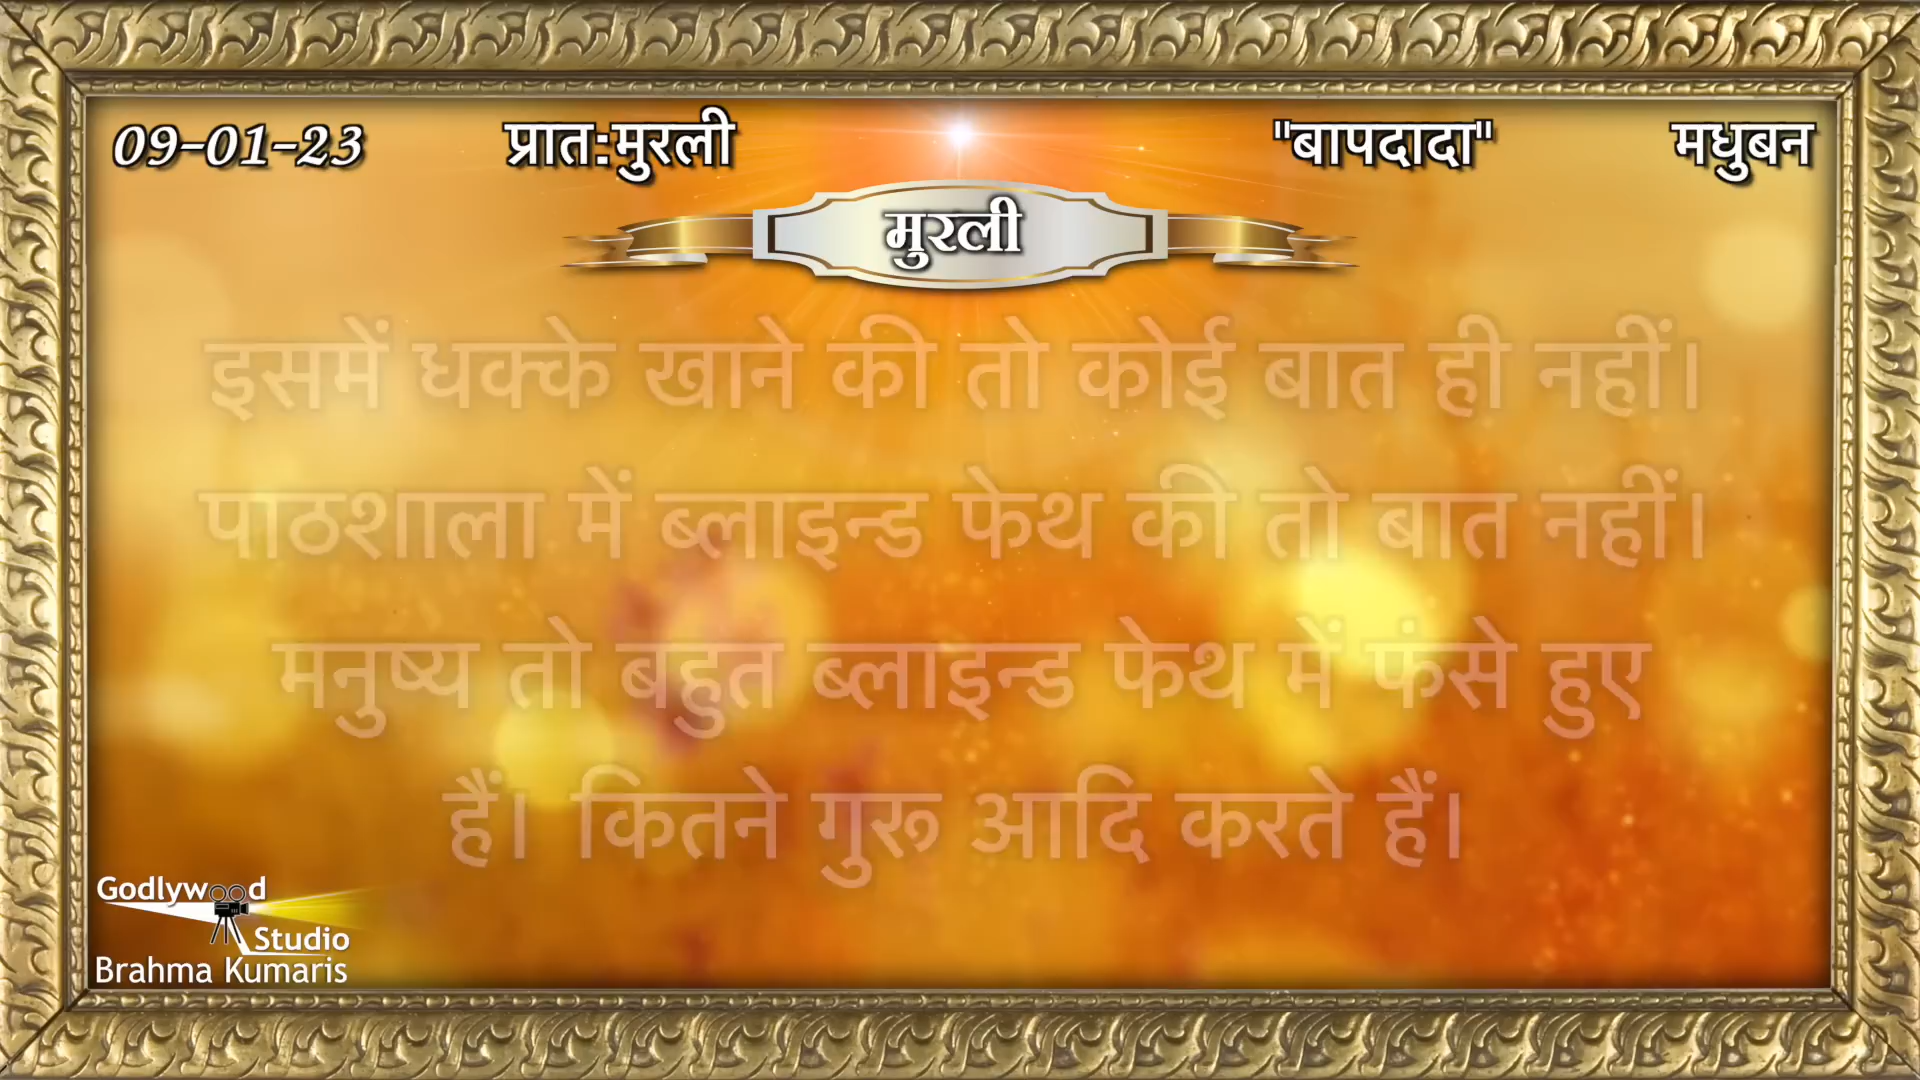 09-01-23 प्रात:मुरली "बापदादा" मधुबन
मुरली
इसमें धक्के खाने की तो कोई बात ही नहीं।
पाठशाला में ब्लाइन्ड फेथ की तो बात नहीं।
मनुष्य तो बहुत ब्लाइन्ड फेथ में फंसे हुए
हैं। कितने गुरू आदि करते हैं।
Godlywood
Studio
Brahma Kumaris